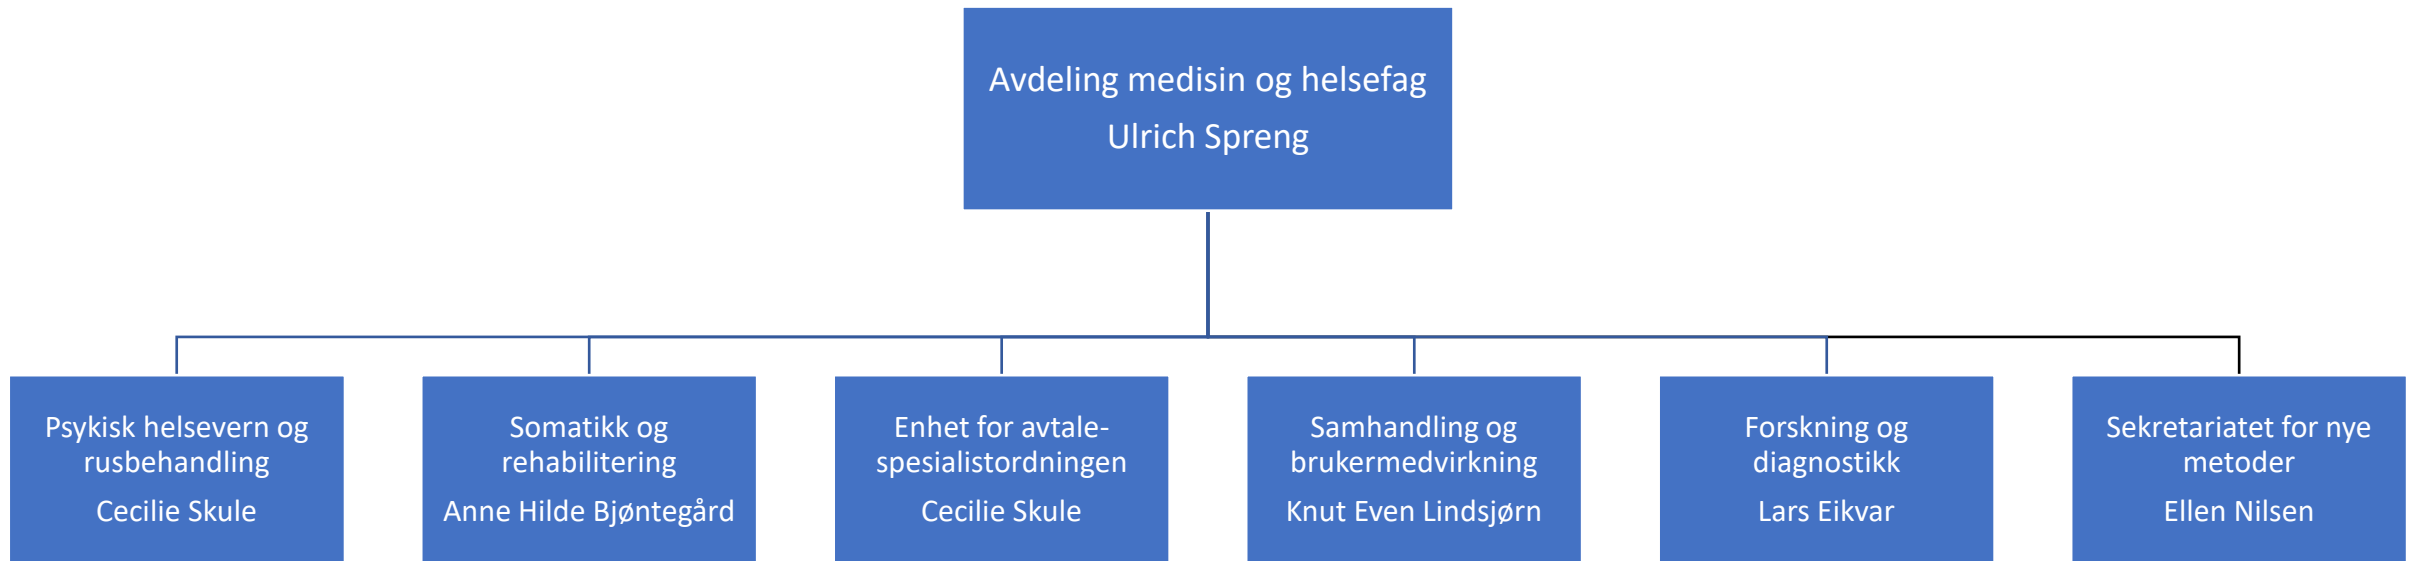 Avdeling medisin og helsefag
Ulrich Spreng
Psykisk helsevern og
rusbehandling
Cecilie Skule
Somatikk og
rehabilitering
Anne Hilde Bjøntegård
Enhet for avtale-
spesialistordningen
Cecilie Skule
Samhandling og
brukermedvirkning
Knut Even Lindsjørn
Forskning og
diagnostikk
Lars Eikvar
Sekretariatet for nye
metoder
Ellen Nilsen